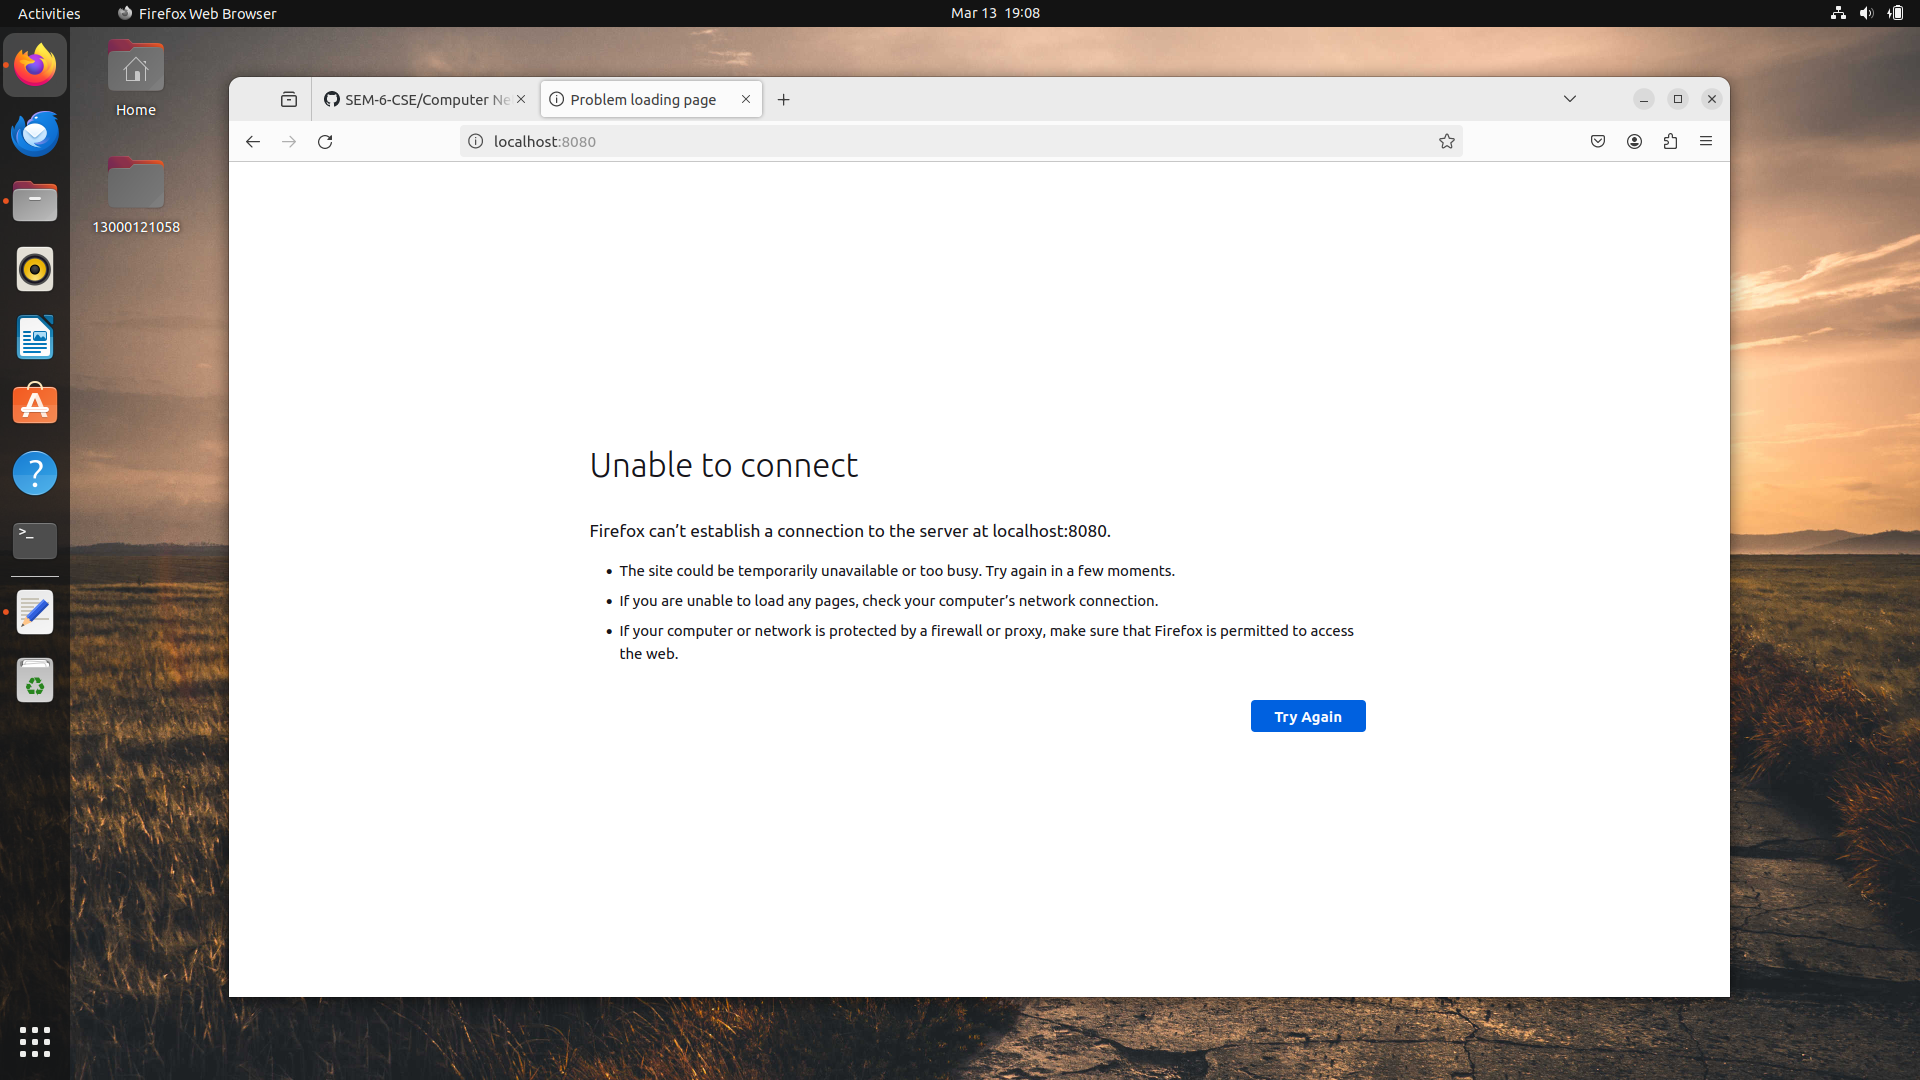 Activities
Firefox Web Browser
Mar 13 19:08
Home
13000121058
SEM-6-CSE/Computer Ne
Problem loading page
localhost:8080
Unable to connect
Firefox can’t establish a connection to the server at localhost:8080.
• The site could be temporarily unavailable or too busy. Try again in a few moments.
• If you are unable to load any pages, check your computer’s network connection.
• If your computer or network is protected by a firewall or proxy, make sure that Firefox is permitted to access
the web.
Try Again